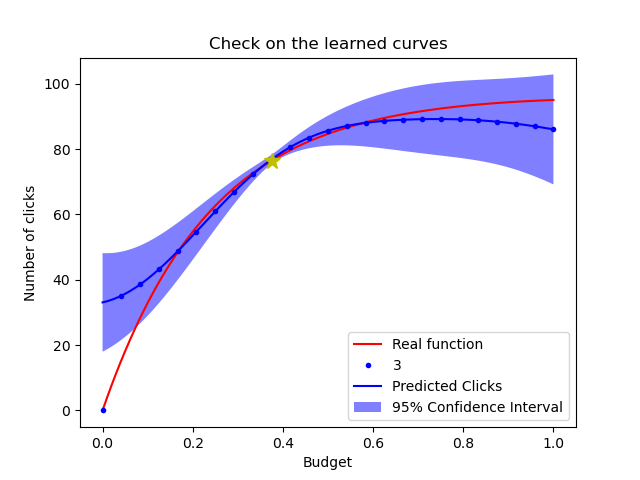 Check on the learned curves
100
80
60
40
20
0
Number of clicks
0.0 0.2 0.4 0.6 0.8 1.0
Budget
Real function
3
Predicted Clicks
95% Confidence Interval